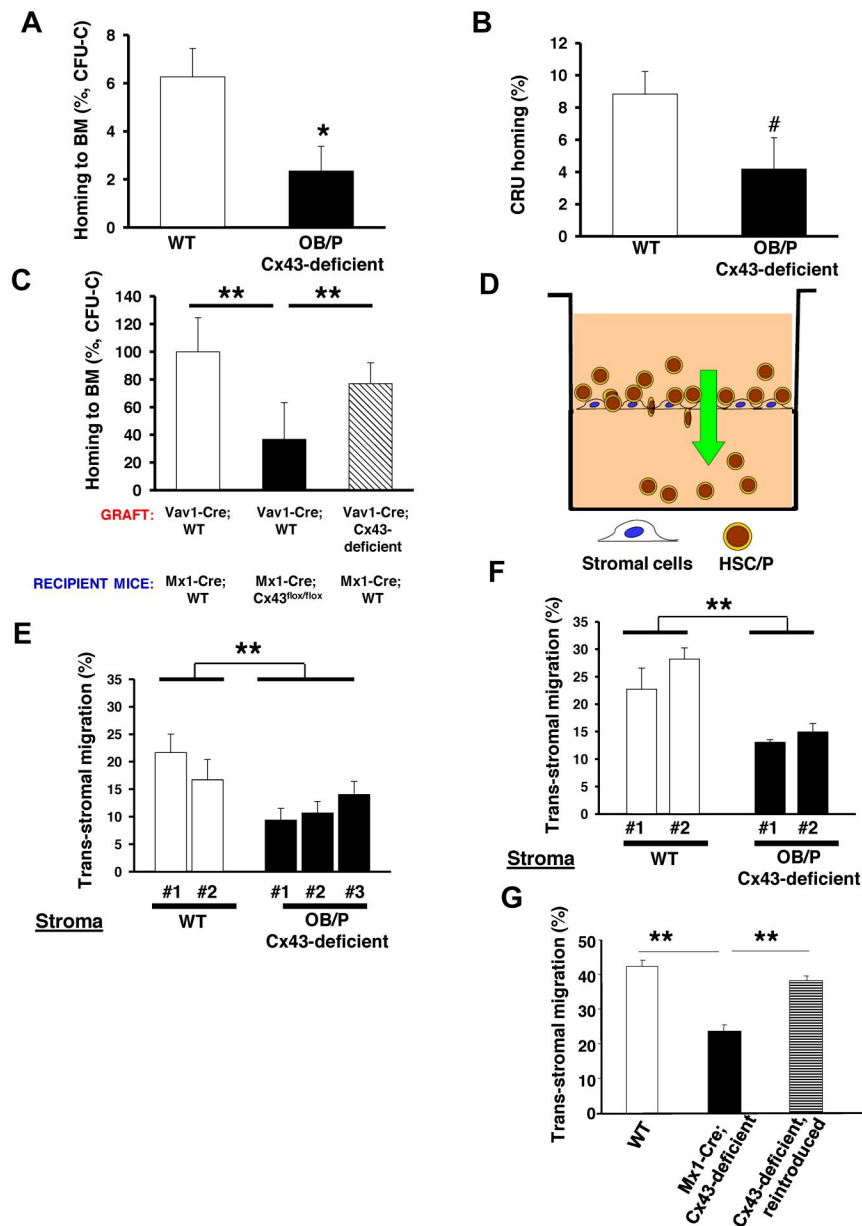 A
Homing to BM (%, CFU-C)
8
6
4
2
0
*
WT
OB/P
Cx43-deficient
B
CRU homing (%)
12
10
8
6
4
2
0
#
WT
OB/P
Cx43-deficient
C
Homing to BM (%, CFU-C)
140
120
100
80
60
40
20
0
** **
GRAFT: Vav1-Cre; Vav1-Cre; Vav1-Cre;
WT WT Cx43-
deficient
RECIPIENT MICE: Mx1-Cre; Mx1-Cre; Mx1-Cre;
WT Cx43flox/flox WT
D
Stromal cells HSC/P
E
Trans-stromal migration (%)
35
30
25
20
15
10
5
0
**
#1 #2 #1 #2 #3
Stroma WT OB/P
Cx43-deficient
F
Trans-stromal migration (%)
35
30
25
20
15
10
5
0
**
#1 #2 #1 #2
Stroma WT OB/P
Cx43-deficient
G
Trans-stromal migration (%)
50
40
30
40
10
0
** **
WT
Mx1-Cre;
Cx43-deficient
Cx43-deficient,
reintroduced